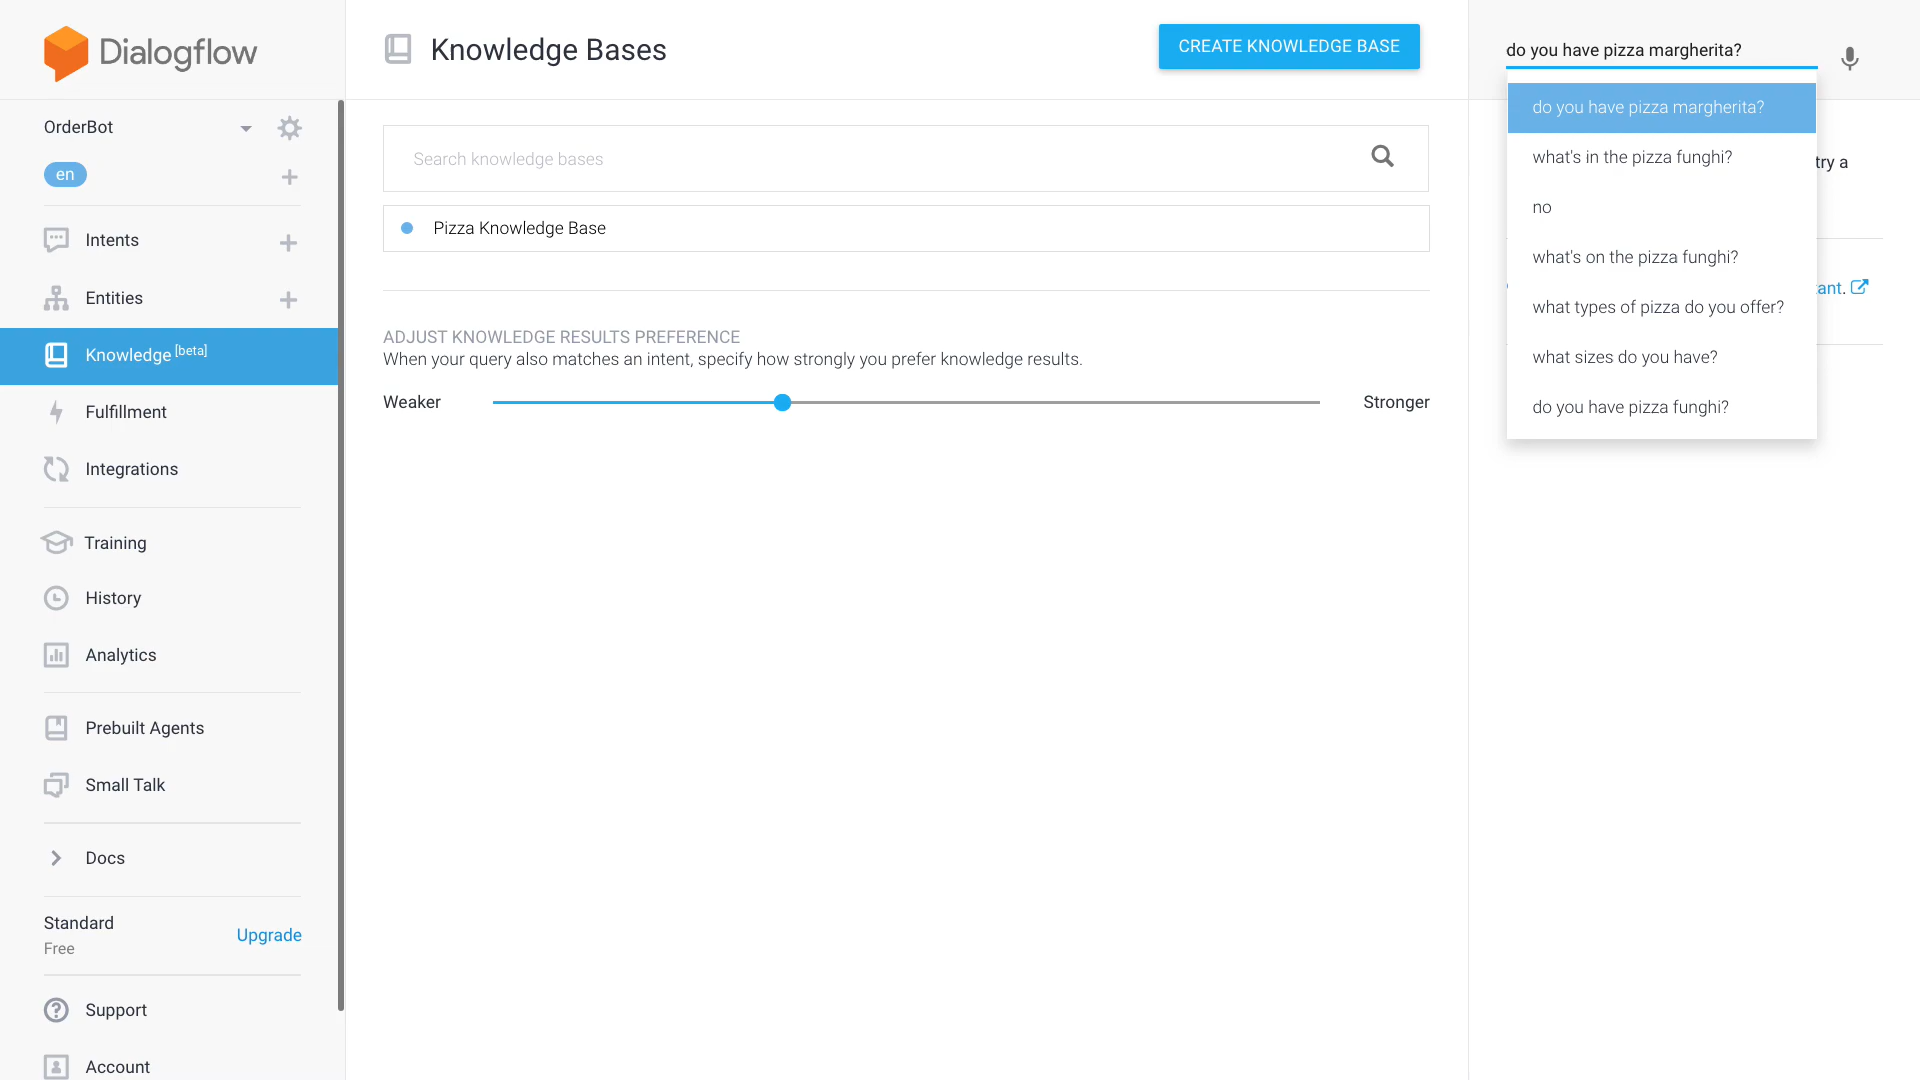 Dialogflow
OrderBot
en
Intents
Entities
Knowledge [beta]
Fulfillment
Integrations
Training
History
Analytics
Prebuilt Agents
Small Talk
Docs
Standard
Free
Upgrade
Support
Account
Knowledge Bases
CREATE KNOWLEDGE BASE
Search knowledge bases
Pizza Knowledge Base
ADJUST KNOWLEDGE RESULTS PREFERENCE
When your query also matches an intent, specify how strongly you prefer knowledge results.
Weaker
Stronger
do you have pizza margherita?
do you have pizza margherita?
what's in the pizza funghi?
no
what's on the pizza funghi?
what types of pizza do you offer?
what sizes do you have?
do you have pizza funghi?
try a